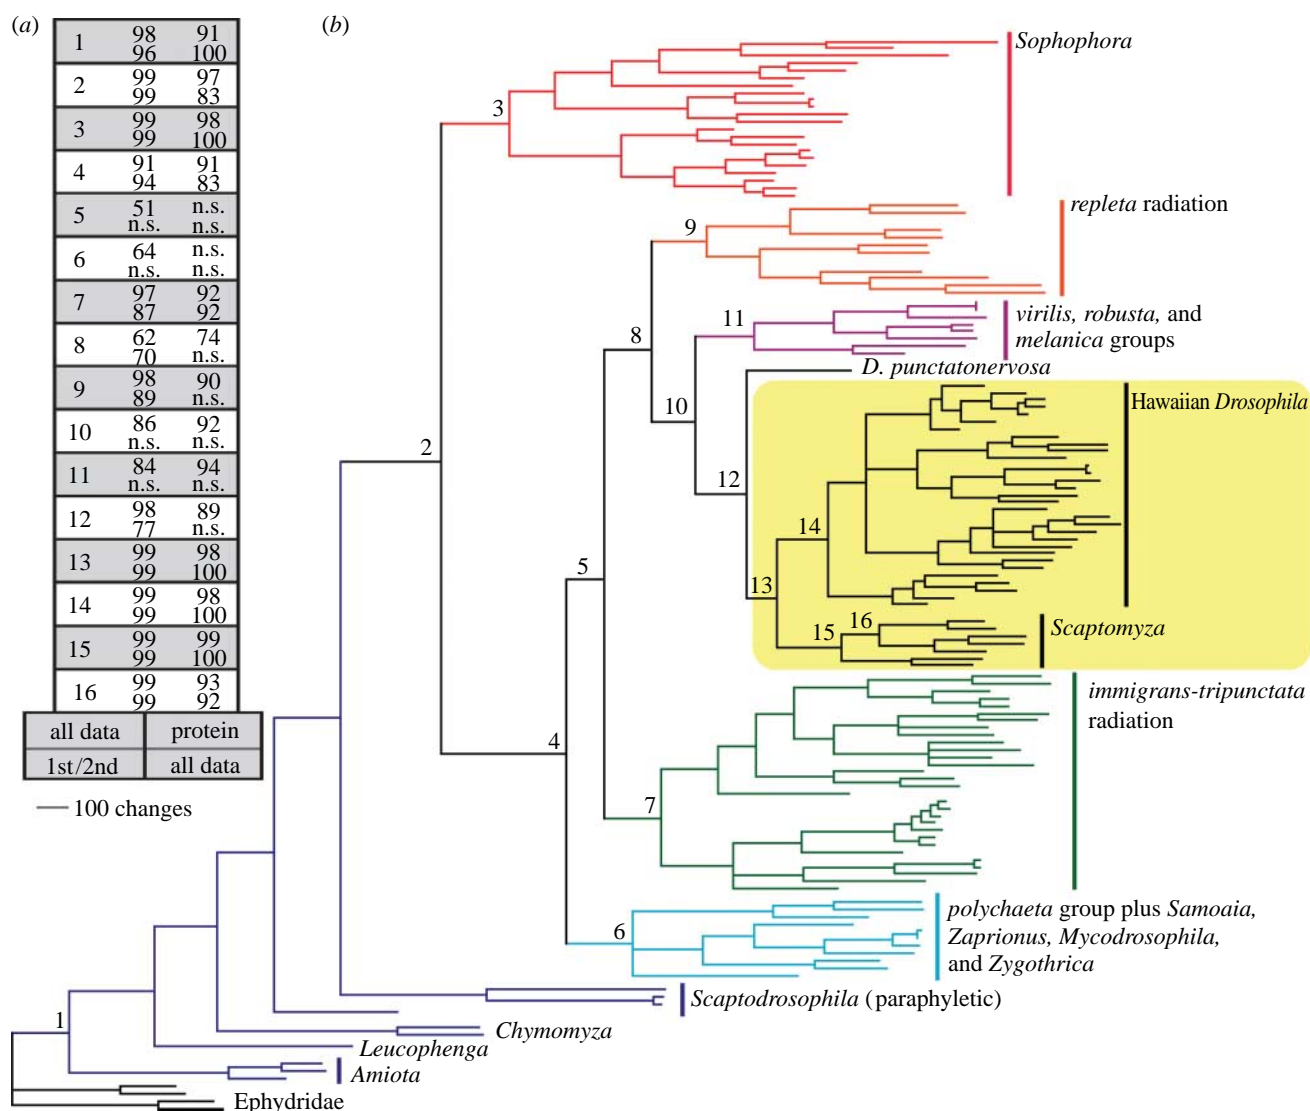 (a)
1 98 91
96 100
2 99 97
99 83
3 99 98
99 100
4 91 91
94 83
5 51 n.s.
n.s. n.s.
6 64 n.s.
n.s. n.s.
7 97 92
87 92
8 62 74
70 n.s.
9 98 90
89 n.s.
10 86 92
n.s. n.s.
11 84 94
n.s. n.s.
12 98 89
77 n.s.
13 99 98
99 100
14 99 98
99 100
15 99 99
99 100
16 99 93
99 92
all data protein
1st/2nd all data
100 changes
(b)
Sophophora
3
repleta radiation
9
virilis, robusta, and
melanica groups
11
8
D. punctatonervosa
10
Hawaiian Drosophila
2
12
14
5
13
Scaptomyza
16
15
immigrans-tripunctata
radiation
4
7
polychaeta group plus Samoaia,
Zaprionus, Mycodrosophila,
and Zygothrica
6
Scaptodrosophila (paraphyletic)
1
Chymomyza
Leucophenga
Amiota
Ephydridae